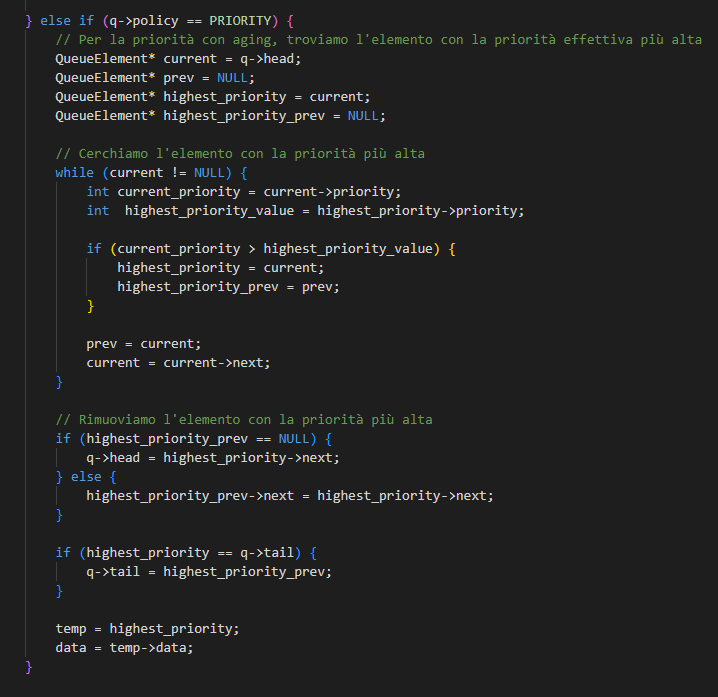 } else if (q->policy == PRIORITY) {
// Per la priorità con aging, troviamo l'elemento con la priorità effettiva più alta
QueueElement* current = q->head;
QueueElement* prev = NULL;
QueueElement* highest_priority = current;
QueueElement* highest_priority_prev = NULL;
// Cerchiamo l'elemento con la priorità più alta
while (current != NULL) {
int current_priority = current->priority;
int  highest_priority_value = highest_priority->priority;
if (current_priority > highest_priority_value) {
highest_priority = current;
highest_priority_prev = prev;
}
prev = current;
current = current->next;
}
// Rimuoviamo l'elemento con la priorità più alta
if (highest_priority_prev == NULL) {
q->head = highest_priority->next;
} else {
highest_priority_prev->next = highest_priority->next;
}
if (highest_priority == q->tail) {
q->tail = highest_priority_prev;
}
temp = highest_priority;
data = temp->data;
}